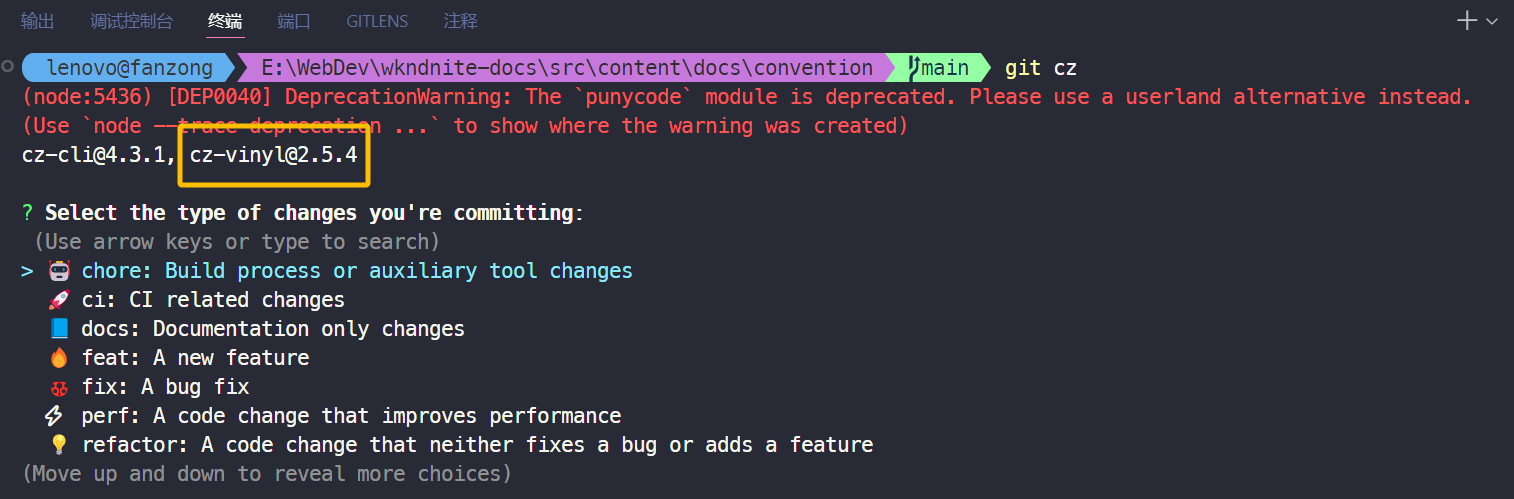 输出 调试控制台 终端 端口 GITLENS 注释
lenovo@fanzong E:\WebDev\wkndnite-docs\src\content\docs\convention main git cz
(node:5436) [DEP0040] DeprecationWarning: The `punycode` module is deprecated. Please use a userland alternative instead.
(Use `node --trace-deprecation ...` to show where the warning was created)
cz-cli@4.3.1, cz-vinyl@2.5.4
? Select the type of changes you're committing:
(Use arrow keys or type to search)
> 🤖 chore: Build process or auxiliary tool changes
🚀 ci: CI related changes
📘 docs: Documentation only changes
🔥 feat: A new feature
🐞 fix: A bug fix
⚡ perf: A code change that improves performance
💡 refactor: A code change that neither fixes a bug or adds a feature
(Move up and down to reveal more choices)